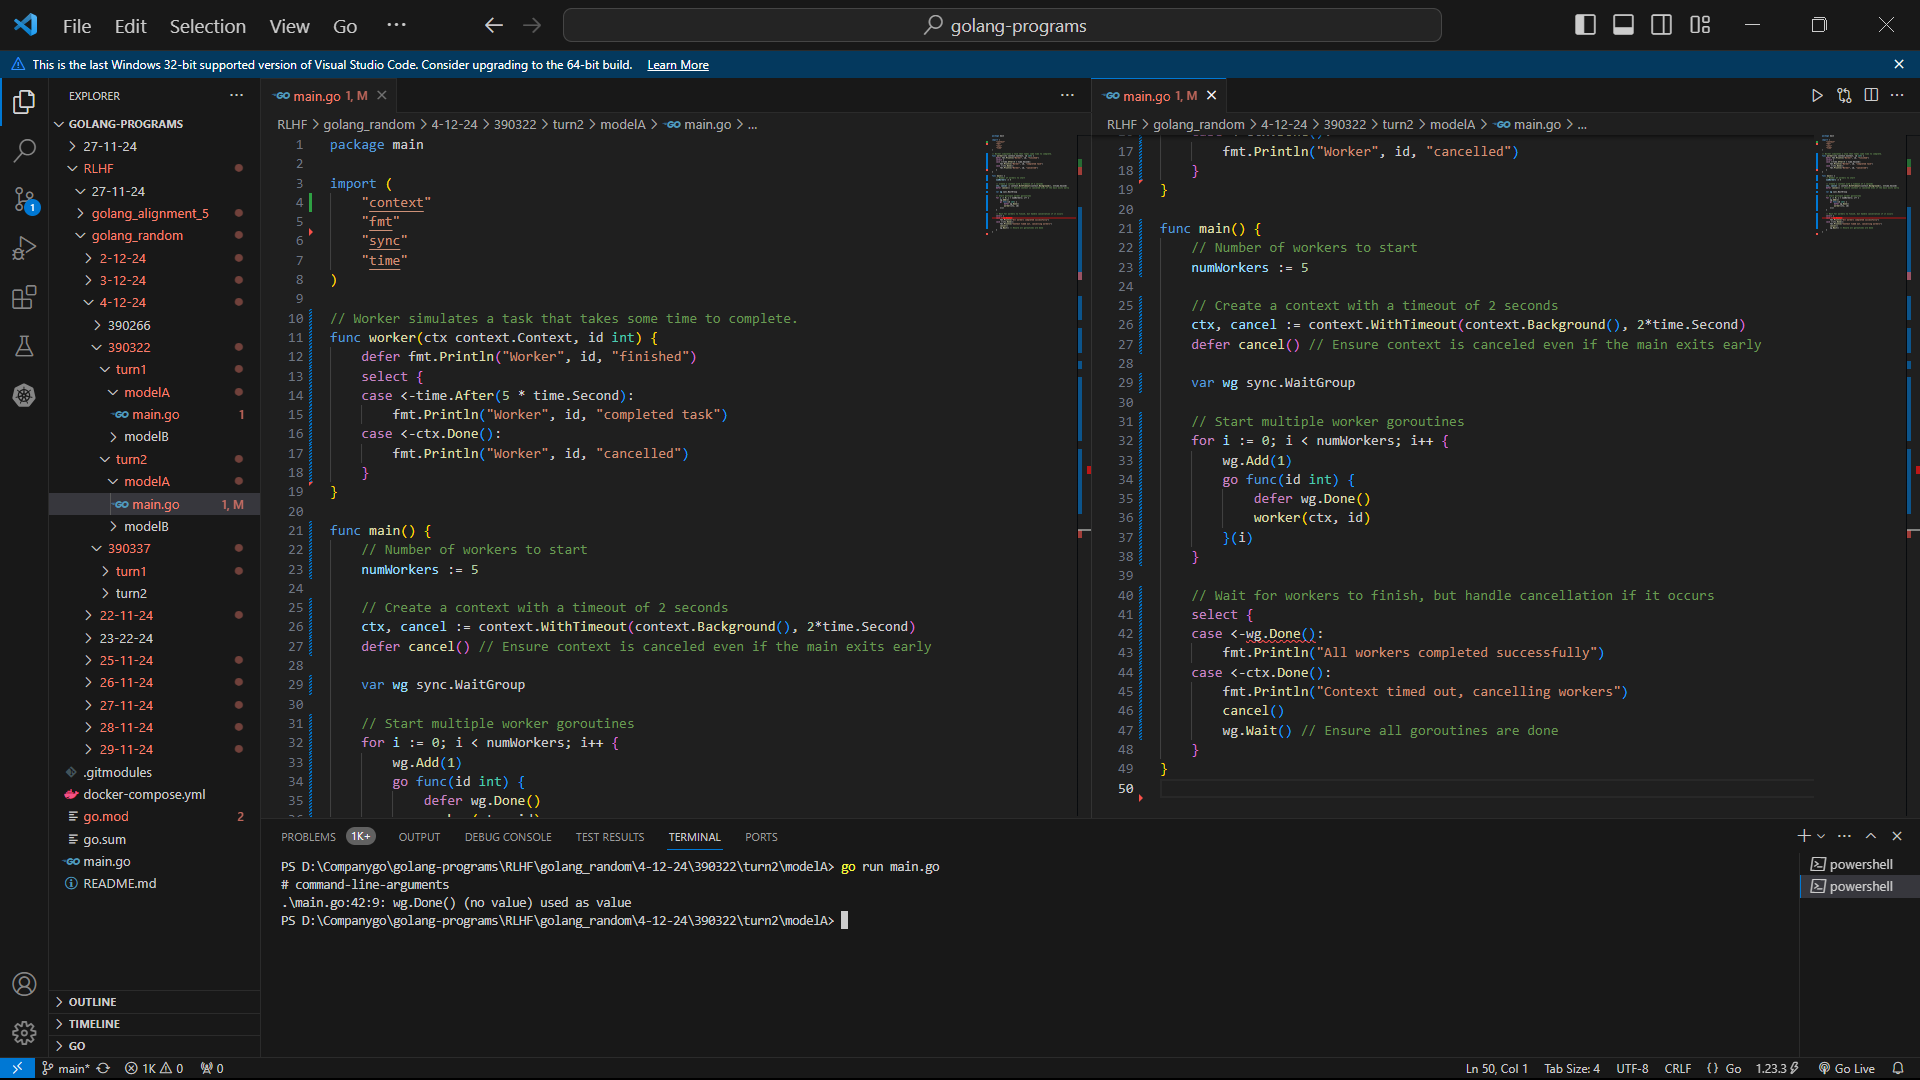 File Edit Selection View Go ···
golang-programs
This is the last Windows 32-bit supported version of Visual Studio Code. Consider upgrading to the 64-bit build. Learn More
EXPLORER
GOLANG-PROGRAMS
27-11-24
RLHF
27-11-24
golang_alignment_5
golang_random
2-12-24
3-12-24
4-12-24
390266
390322
turn1
modelA
main.go 1
modelB
turn2
modelA
main.go 1, M
modelB
390337
turn1
turn2
22-11-24
23-22-24
25-11-24
26-11-24
27-11-24
28-11-24
29-11-24
.gitmodules
docker-compose.yml
go.mod 2
go.sum
main.go
README.md
OUTLINE
TIMELINE
GO
1
main.go 1, M
RLHF > golang_random > 4-12-24 > 390322 > turn2 > modelA > main.go > ...
1 package main
2
3 import (
4 "context"
5 "fmt"
6 "sync"
7 "time"
8 )
9
10 // Worker simulates a task that takes some time to complete.
11 func worker(ctx context.Context, id int) {
12 defer fmt.Println("Worker", id, "finished")
13 select {
14 case <-time.After(5 * time.Second):
15 fmt.Println("Worker", id, "completed task")
16 case <-ctx.Done():
17 fmt.Println("Worker", id, "cancelled")
18 }
19 }
20
21 func main() {
22 // Number of workers to start
23 numWorkers := 5
24
25 // Create a context with a timeout of 2 seconds
26 ctx, cancel := context.WithTimeout(context.Background(), 2*time.Second)
27 defer cancel() // Ensure context is canceled even if the main exits early
28
29 var wg sync.WaitGroup
30
31 // Start multiple worker goroutines
32 for i := 0; i < numWorkers; i++ {
33 wg.Add(1)
34 go func(id int) {
35 defer wg.Done()
main.go 1, M
RLHF > golang_random > 4-12-24 > 390322 > turn2 > modelA > main.go > ...
17 fmt.Println("Worker", id, "cancelled")
18 }
19 }
20
21 func main() {
22 // Number of workers to start
23 numWorkers := 5
24
25 // Create a context with a timeout of 2 seconds
26 ctx, cancel := context.WithTimeout(context.Background(), 2*time.Second)
27 defer cancel() // Ensure context is canceled even if the main exits early
28
29 var wg sync.WaitGroup
30
31 // Start multiple worker goroutines
32 for i := 0; i < numWorkers; i++ {
33 wg.Add(1)
34 go func(id int) {
35 defer wg.Done()
36 worker(ctx, id)
37 }(i)
38 }
39
40 // Wait for workers to finish, but handle cancellation if it occurs
41 select {
42 case <-wg.Done():
43 fmt.Println("All workers completed successfully")
44 case <-ctx.Done():
45 fmt.Println("Context timed out, cancelling workers")
46 cancel()
47 wg.Wait() // Ensure all goroutines are done
48 }
49 }
50
PROBLEMS 1K+ OUTPUT DEBUG CONSOLE TEST RESULTS TERMINAL PORTS
PS D:\Companygo\golang-programs\RLHF\golang_random\4-12-24\390322\turn2\modelA> go run main.go
# command-line-arguments
.\main.go:42:9: wg.Done() (no value) used as value
PS D:\Companygo\golang-programs\RLHF\golang_random\4-12-24\390322\turn2\modelA>
powershell
powershell
main* 1K 0 0 Ln 50, Col 1 Tab Size: 4 UTF-8 CRLF {} Go 1.23.3 Go Live